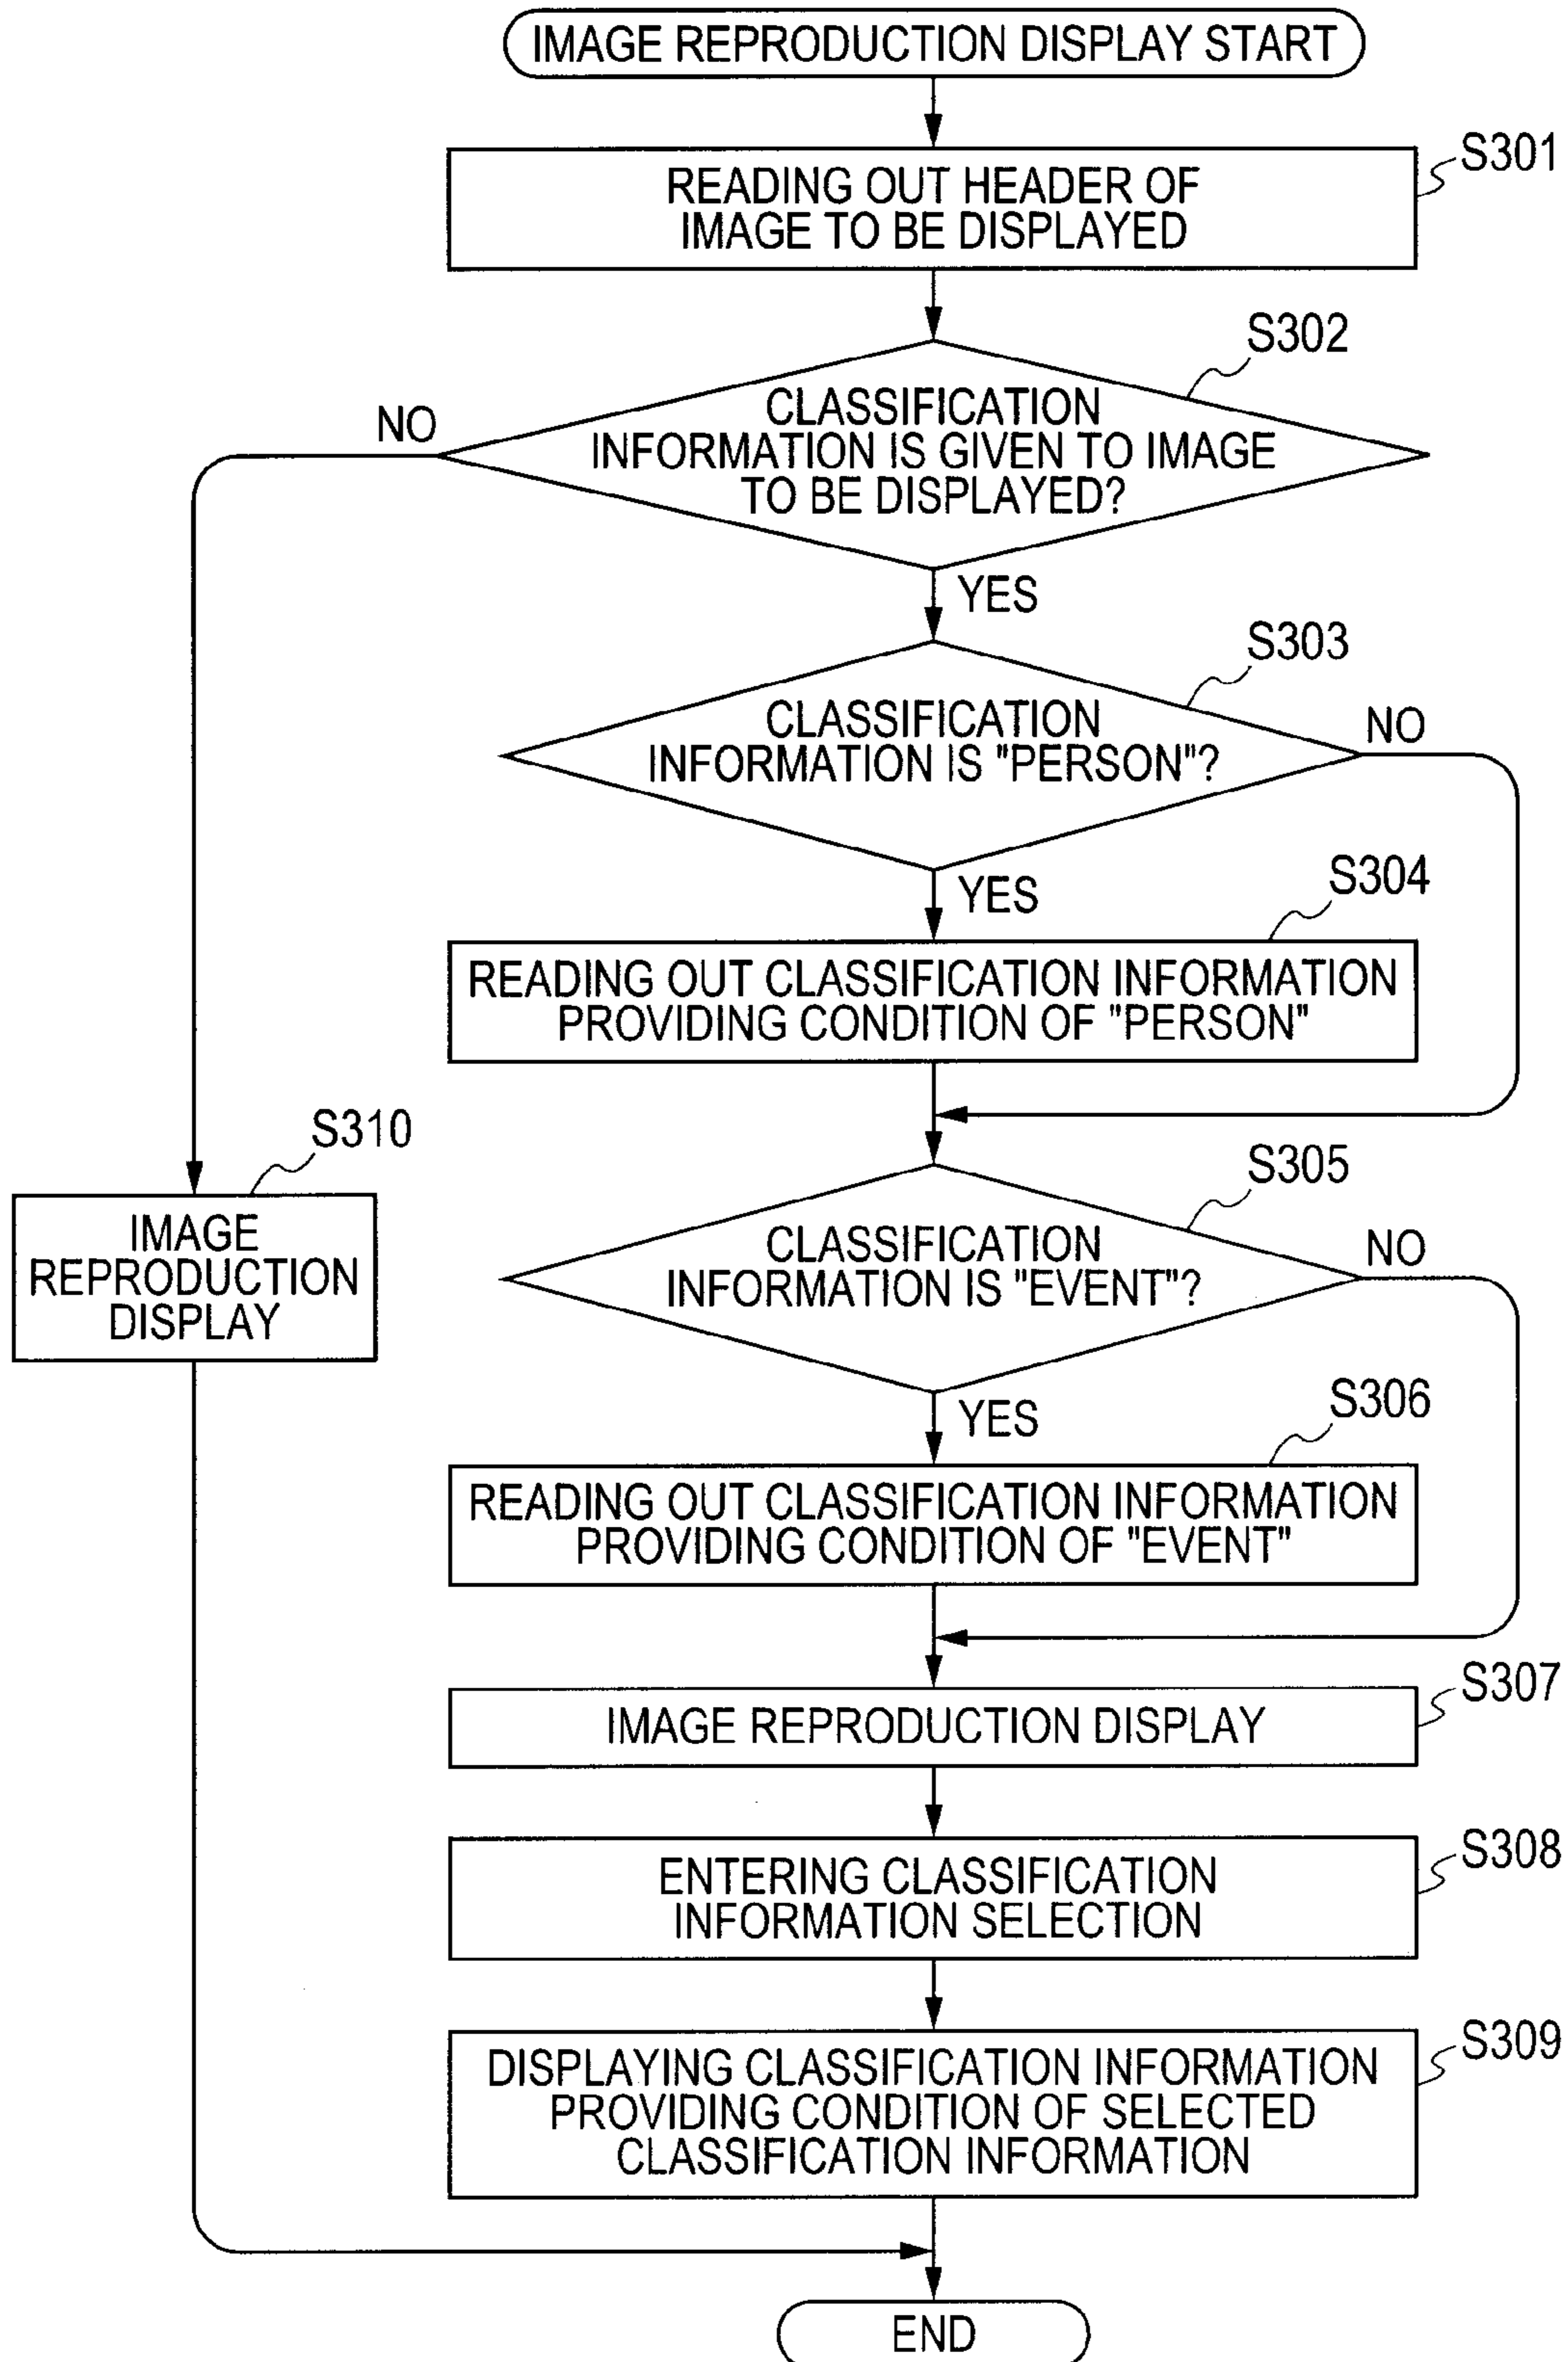 IMAGE REPRODUCTION DISPLAY START
S301
READING OUT HEADER OF
IMAGE TO BE DISPLAYED
S302
CLASSIFICATION
INFORMATION IS GIVEN TO IMAGE
TO BE DISPLAYED?
NO
YES
S303
CLASSIFICATION
INFORMATION IS "PERSON"?
NO
YES
S304
READING OUT CLASSIFICATION INFORMATION
PROVIDING CONDITION OF "PERSON"
S310
IMAGE
REPRODUCTION
DISPLAY
S305
CLASSIFICATION
INFORMATION IS "EVENT"?
NO
YES
S306
READING OUT CLASSIFICATION INFORMATION
PROVIDING CONDITION OF "EVENT"
S307
IMAGE REPRODUCTION DISPLAY
S308
ENTERING CLASSIFICATION
INFORMATION SELECTION
S309
DISPLAYING CLASSIFICATION INFORMATION
PROVIDING CONDITION OF SELECTED
CLASSIFICATION INFORMATION
END